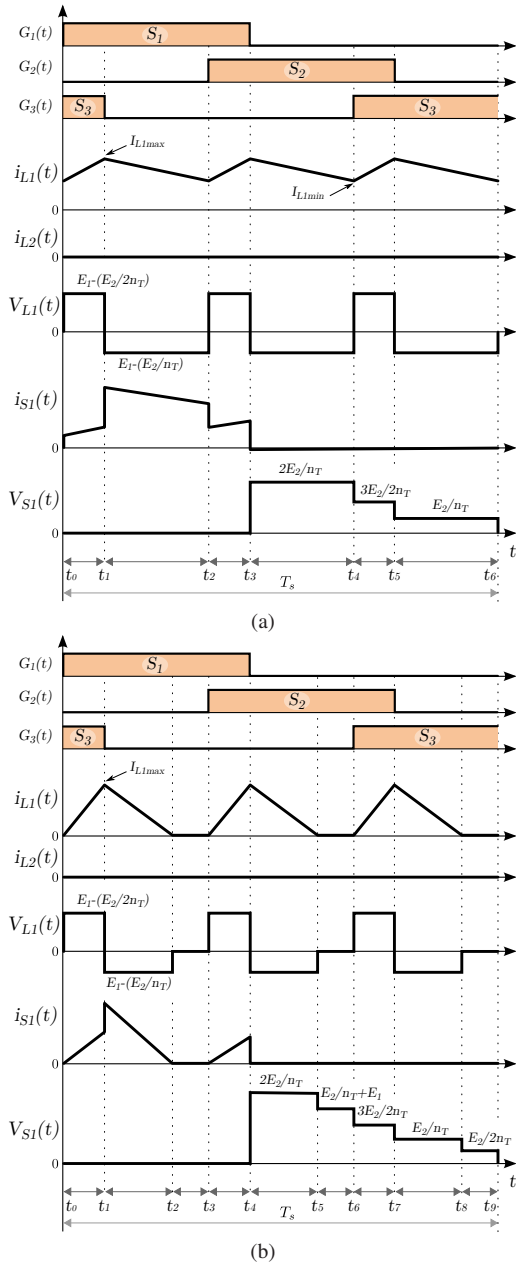 G1(t) S1
G2(t) S2
G3(t) S3 S3
iL1(t) IL1max IL1min
0
iL2(t)
0
E1-(E2/2nT)
VL1(t)
0
E1-(E2/nT)
iS1(t)
0
2E2/nT
VS1(t) 3E2/2nT E2/nT
0
t
t0 t1 t2 t3 t4 t5 t6
Ts
(a)
G1(t) S1
G2(t) S2
G3(t) S3 S3
IL1max
iL1(t)
0
iL2(t)
0
E1-(E2/2nT)
VL1(t)
0
E1-(E2/nT)
iS1(t)
0
2E2/nT E2/nT+E1
VS1(t) 3E2/2nT E2/nT E2/2nT
0
t
t0 t1 t2 t3 t4 t5 t6 t7 t8 t9
Ts
(b)